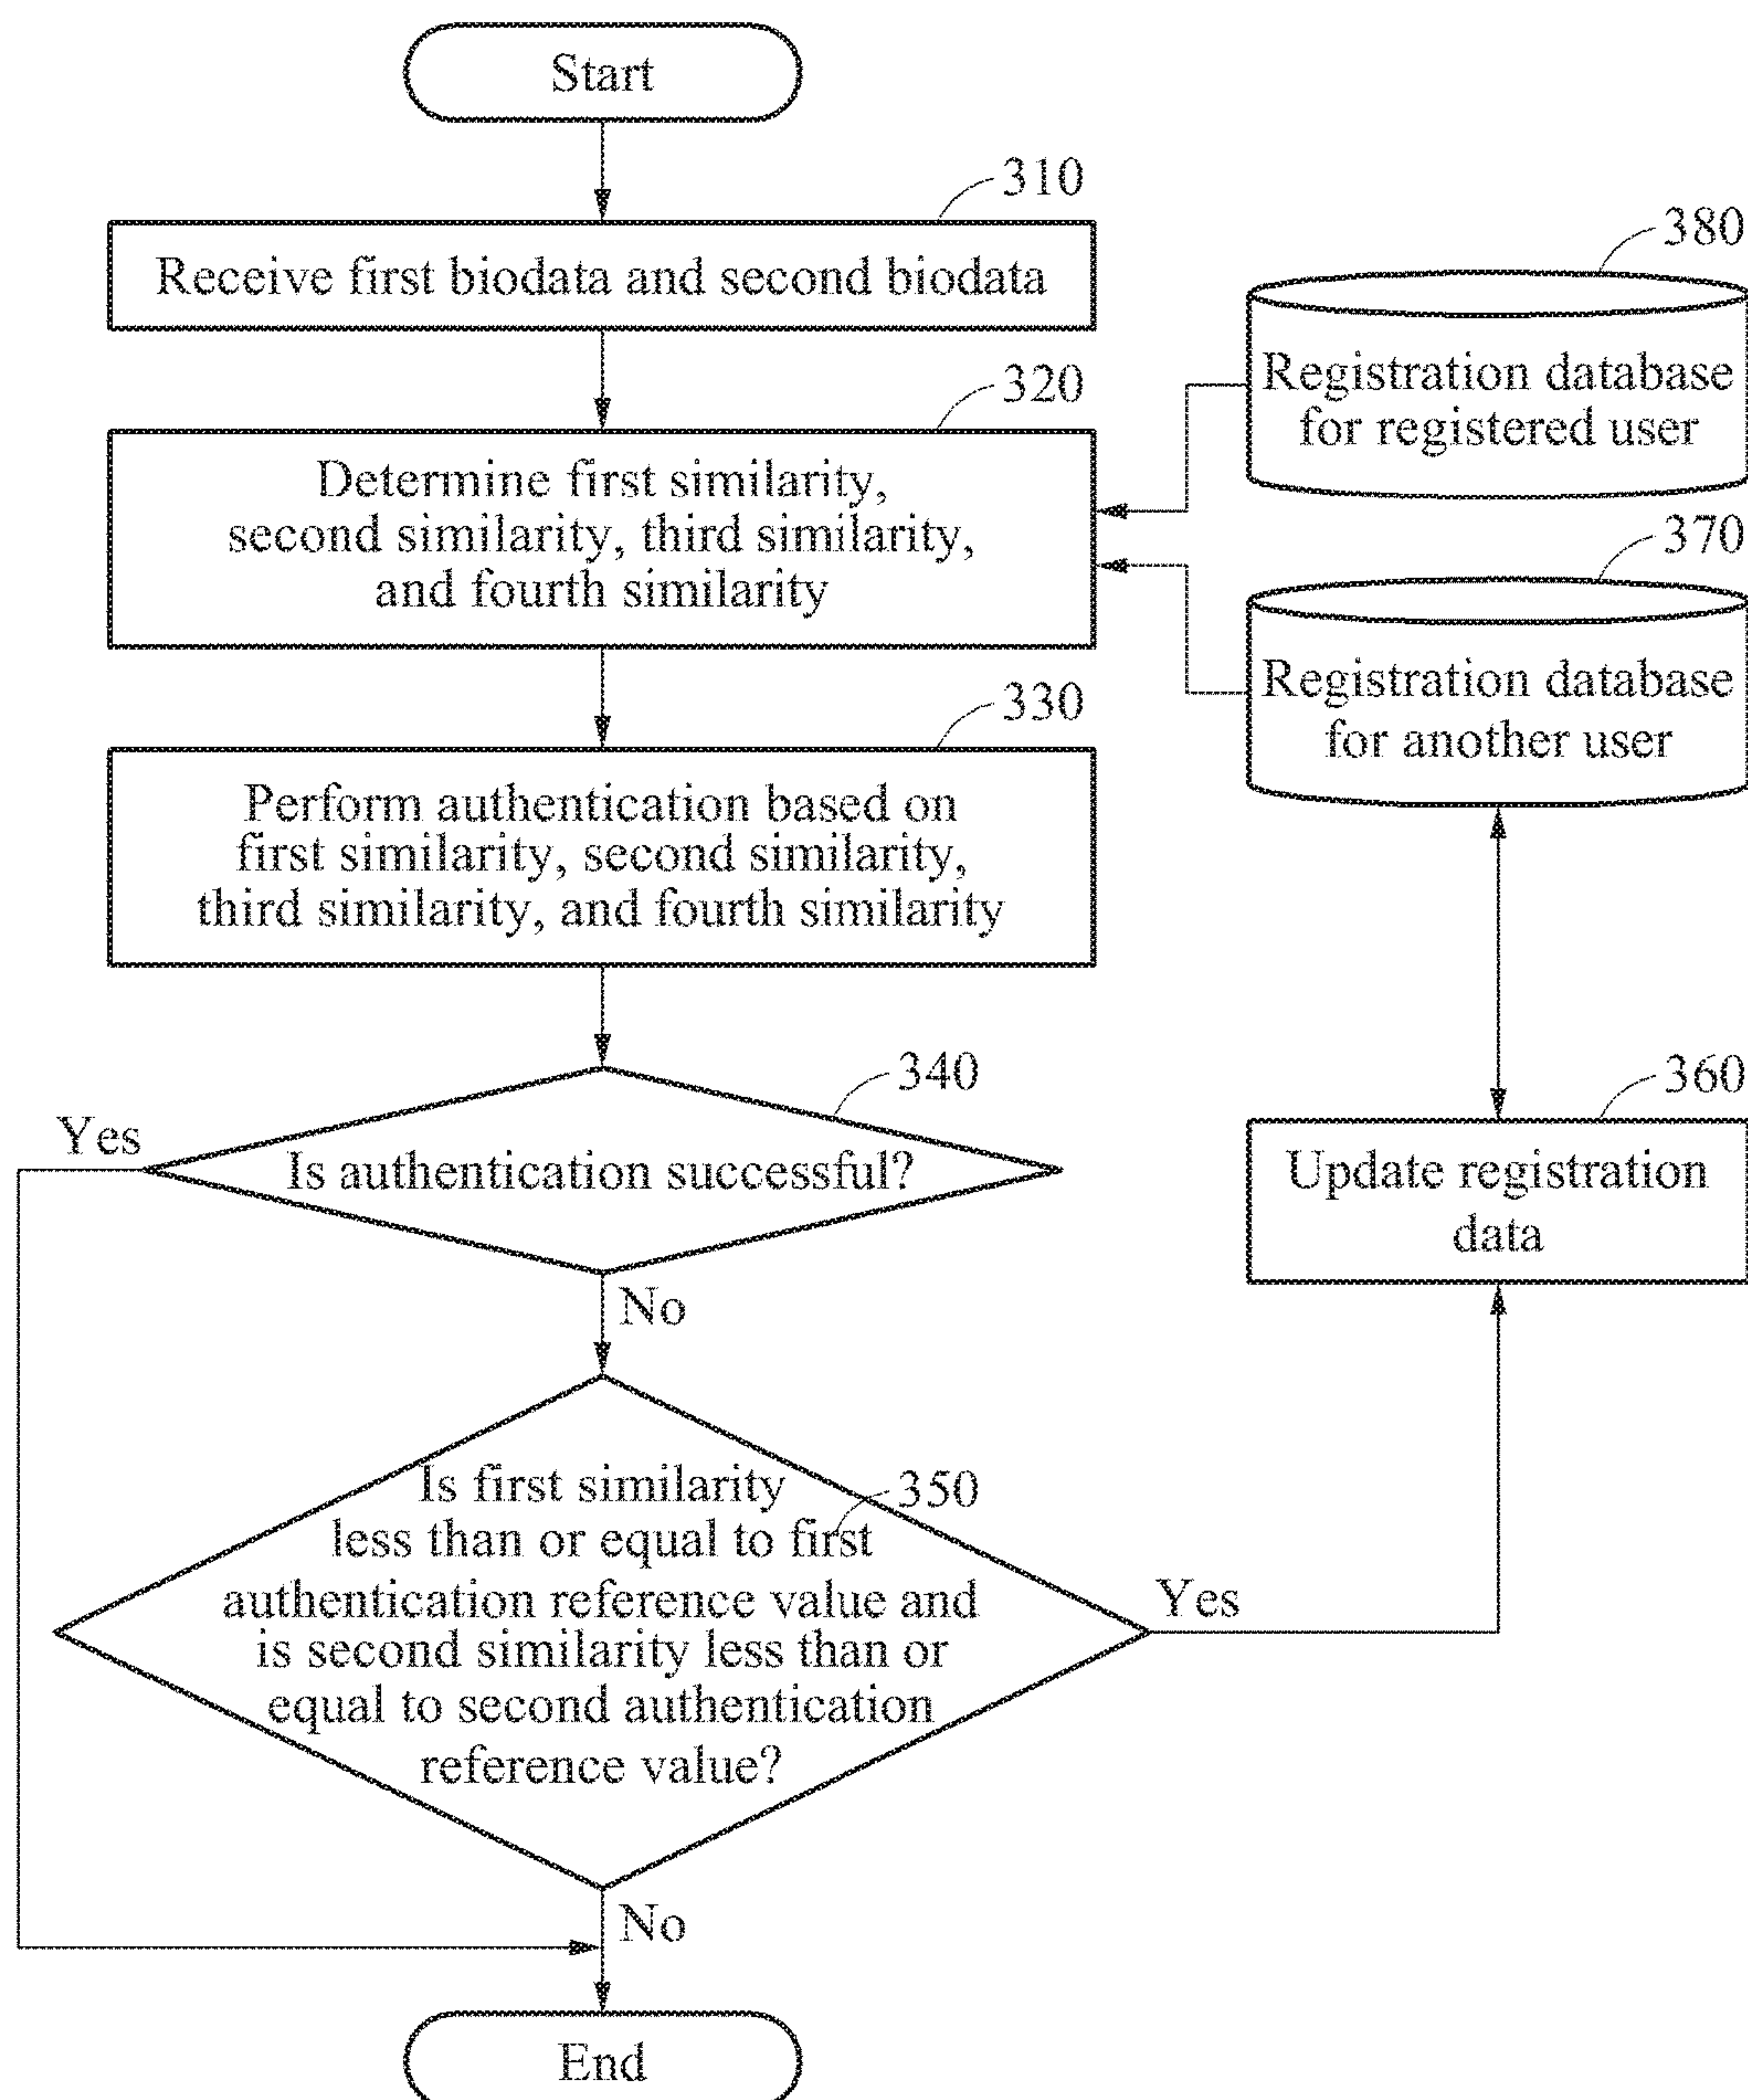 Start
310
Receive first biodata and second biodata
380
Registration database
for registered user
320
Determine first similarity,
second similarity, third similarity,
and fourth similarity
370
Registration database
for another user
330
Perform authentication based on
first similarity, second similarity,
third similarity, and fourth similarity
340
Yes
Is authentication successful?
360
Update registration
data
No
350
Is first similarity
less than or equal to first
authentication reference value and
is second similarity less than or
equal to second authentication
reference value?
Yes
No
End